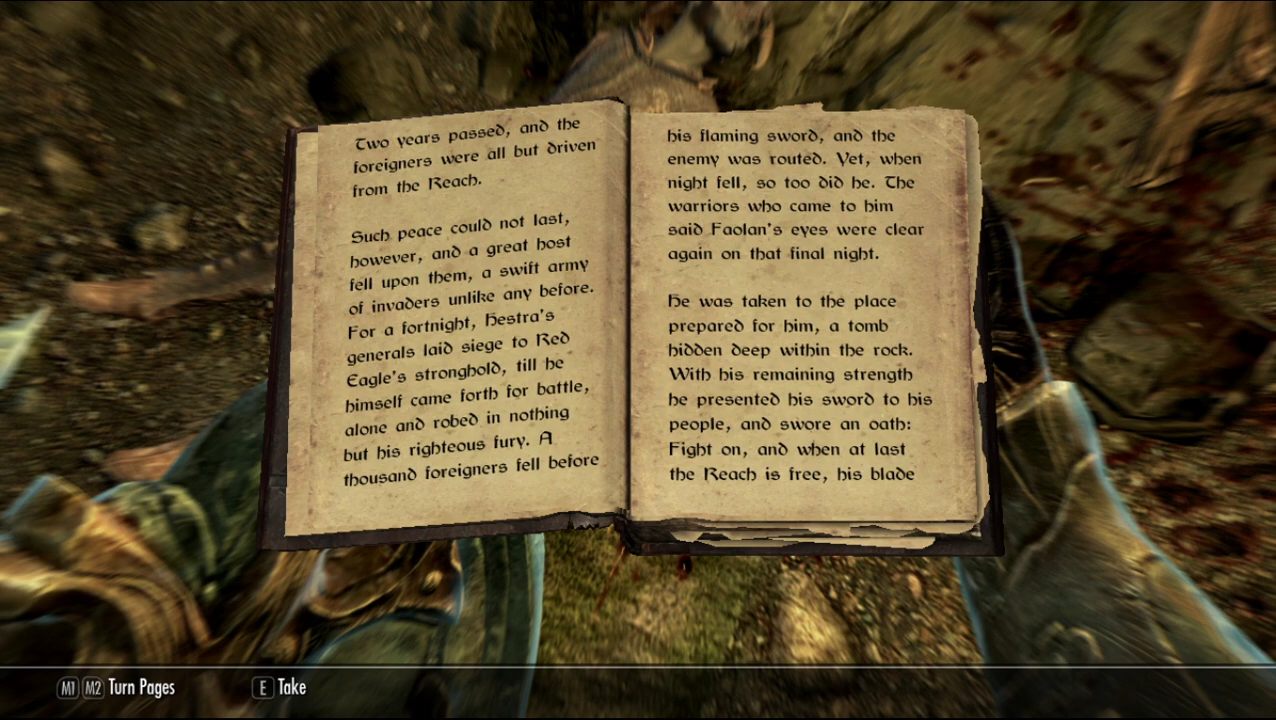 Two years passed, and the
foreigners were all but driven
from the Reach.
Such peace could not last,
however, and a great host
fell upon them, a swift army
of invaders unlike any before.
For a fortnight, Hestra's
generals laid siege to Red
Eagle's stronghold, till he
himself came forth for battle,
alone and robed in nothing
but his righteous fury. A
thousand foreigners fell before
his flaming sword, and the
enemy was routed. Yet, when
night fell, so too did he. The
warriors who came to him
said Faolan's eyes were clear
again on that final night.
He was taken to the place
prepared for him, a tomb
hidden deep within the rock.
With his remaining strength
he presented his sword to his
people, and swore an oath:
Fight on, and when at last
the Reach is free, his blade
M1 M2 Turn Pages
E Take